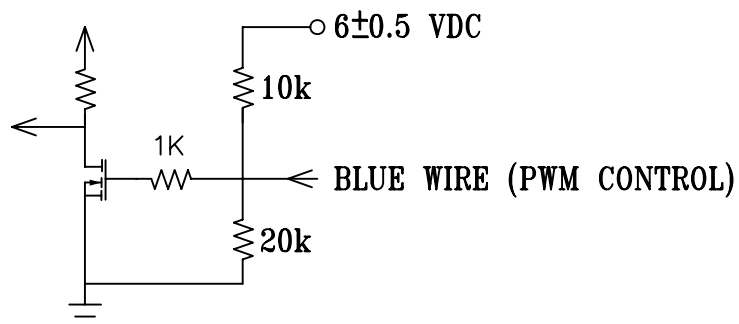 6±0.5 VDC
10k
1K
BLUE WIRE (PWM CONTROL)
20k